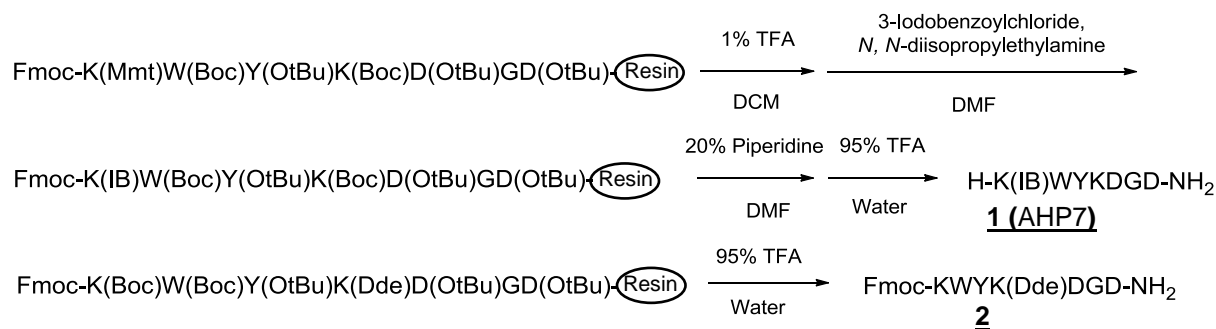 3-Iodobenzoylchloride,
1% TFA
N, N-diisopropylethylamine
Fmoc-K(Mmt)W(Boc)Y(OtBu)K(Boc)D(OtBu)GD(OtBu)-Resin
DCM
DMF
20% Piperidine 95% TFA
Fmoc-K(IB)W(Boc)Y(OtBu)K(Boc)D(OtBu)GD(OtBu)-Resin
H-K(IB)WYKDGD-NH2
DMF Water
1 (AHP7)
95% TFA
Fmoc-K(Boc)W(Boc)Y(OtBu)K(Dde)D(OtBu)GD(OtBu)-Resin
Fmoc-KWYK(Dde)DGD-NH2
Water
2